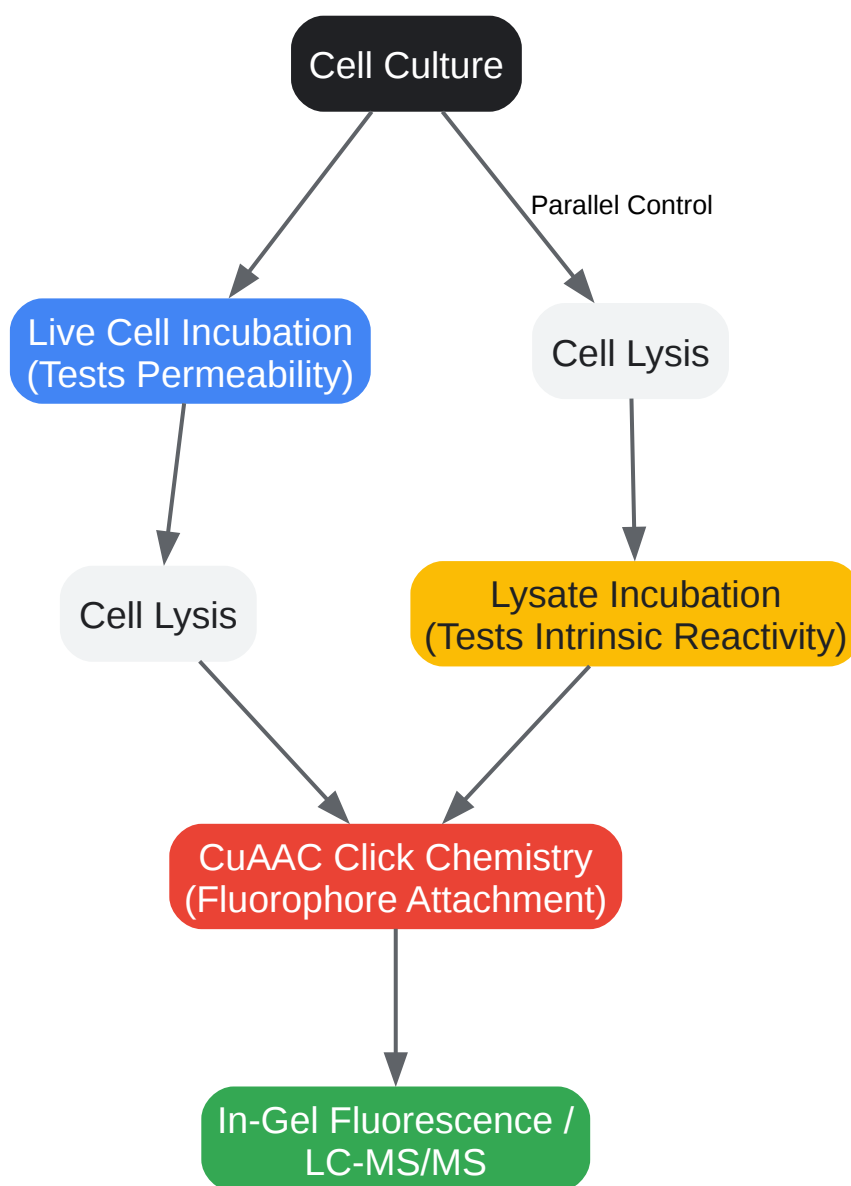 Cell Culture
Parallel Control
Live Cell Incubation
(Tests Permeability)
Cell Lysis
Cell Lysis
Lysate Incubation
(Tests Intrinsic Reactivity)
CuAAC Click Chemistry
(Fluorophore Attachment)
In-Gel Fluorescence /
LC-MS/MS